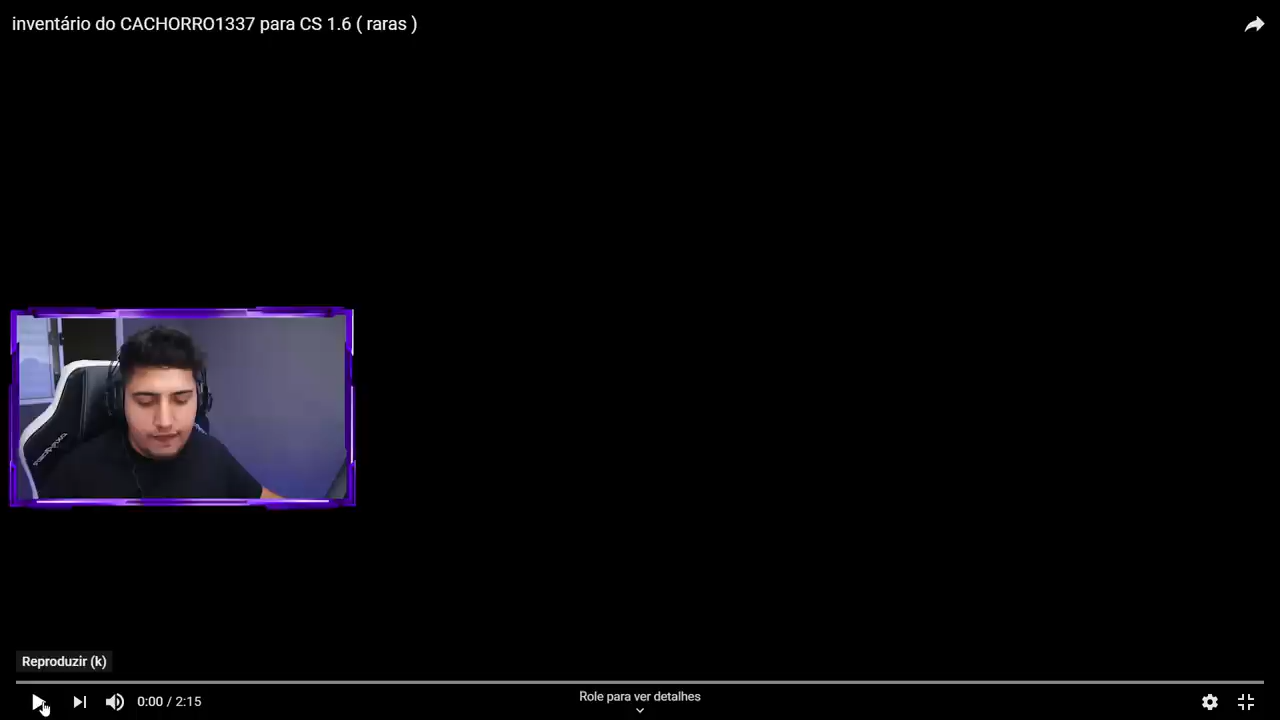 inventário do CACHORRO1337 para CS 1.6 ( raras )
Reproduzir (k)
0:00 / 2:15
Role para ver detalhes